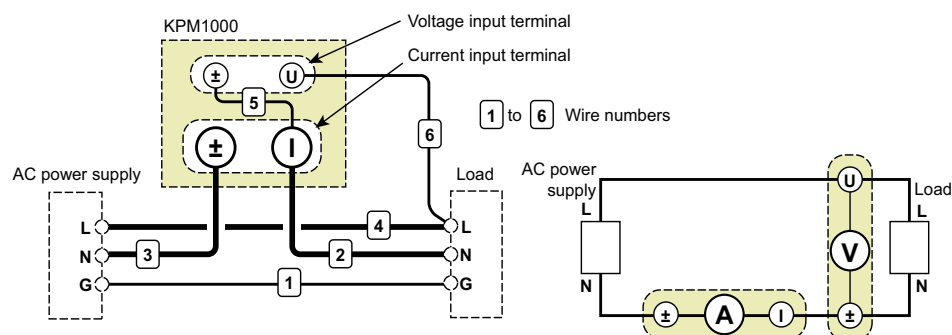 KPM1000
Voltage input terminal
Current input terminal
± U
5
± I
6
1 to 6 Wire numbers
AC power supply
Load
L 4 L
N 3 2 N
G 1 G
AC power
supply
Load
L
U
L
V
N
N
± A I ±